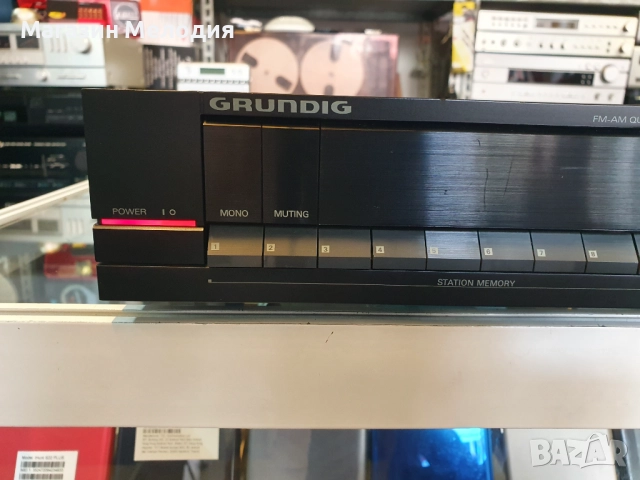 Магазин Мелодия
GRUNDIG
FM-AM QU
POWER I O
MONO
MUTING
1 2 3 4 5 6 7 8
STATION MEMORY
BAZAR